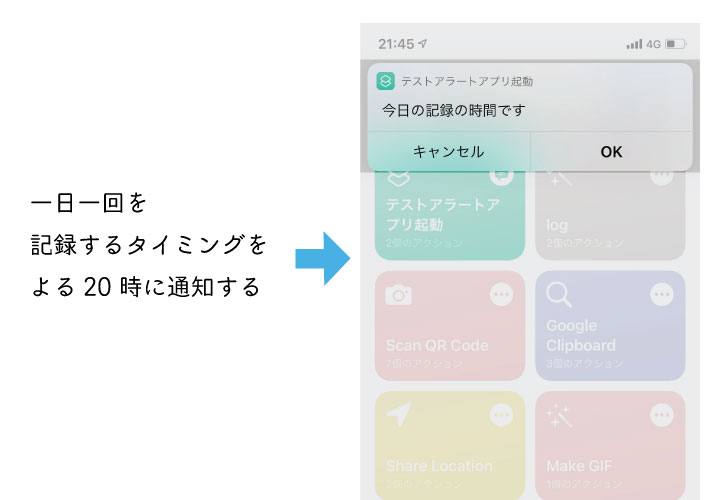 一日一回を
記録するタイミングを
よる20時に通知する
21:45
4G
テストアラートアプリ起動
今日の記録の時間です
キャンセル
OK
テストアラートア
プリ起動
2個のアクション
log
2個のアクション
Scan QR Code
7個のアクション
Google
Clipboard
3個のアクション
Share Location
3個のアクション
Make GIF
1個のアクション